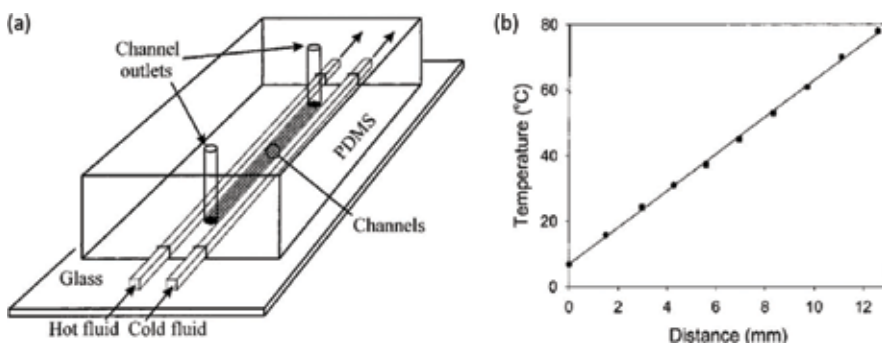 (a)
Channel
outlets
PDMS
Channels
Glass
Hot fluid Cold fluid
(b)
80
60
40
20
0
Temperature (°C)
0 2 4 6 8 10 12
Distance (mm)